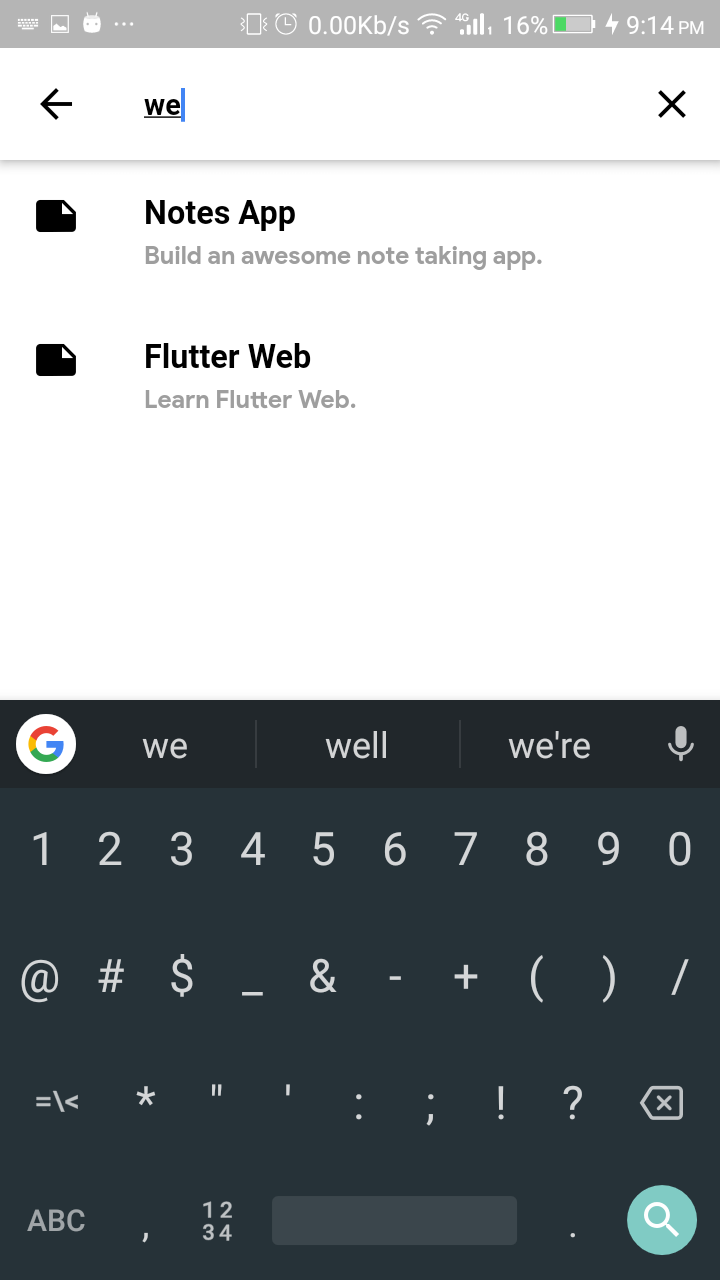 0.00Kb/s 4G 1 16% 9:14 PM
we
Notes App
Build an awesome note taking app.
Flutter Web
Learn Flutter Web.
G we well we're
1 2 3 4 5 6 7 8 9 0
@ # $ _ & - + ( ) /
=\< * " ' : ; ! ?
ABC , 12 34 .